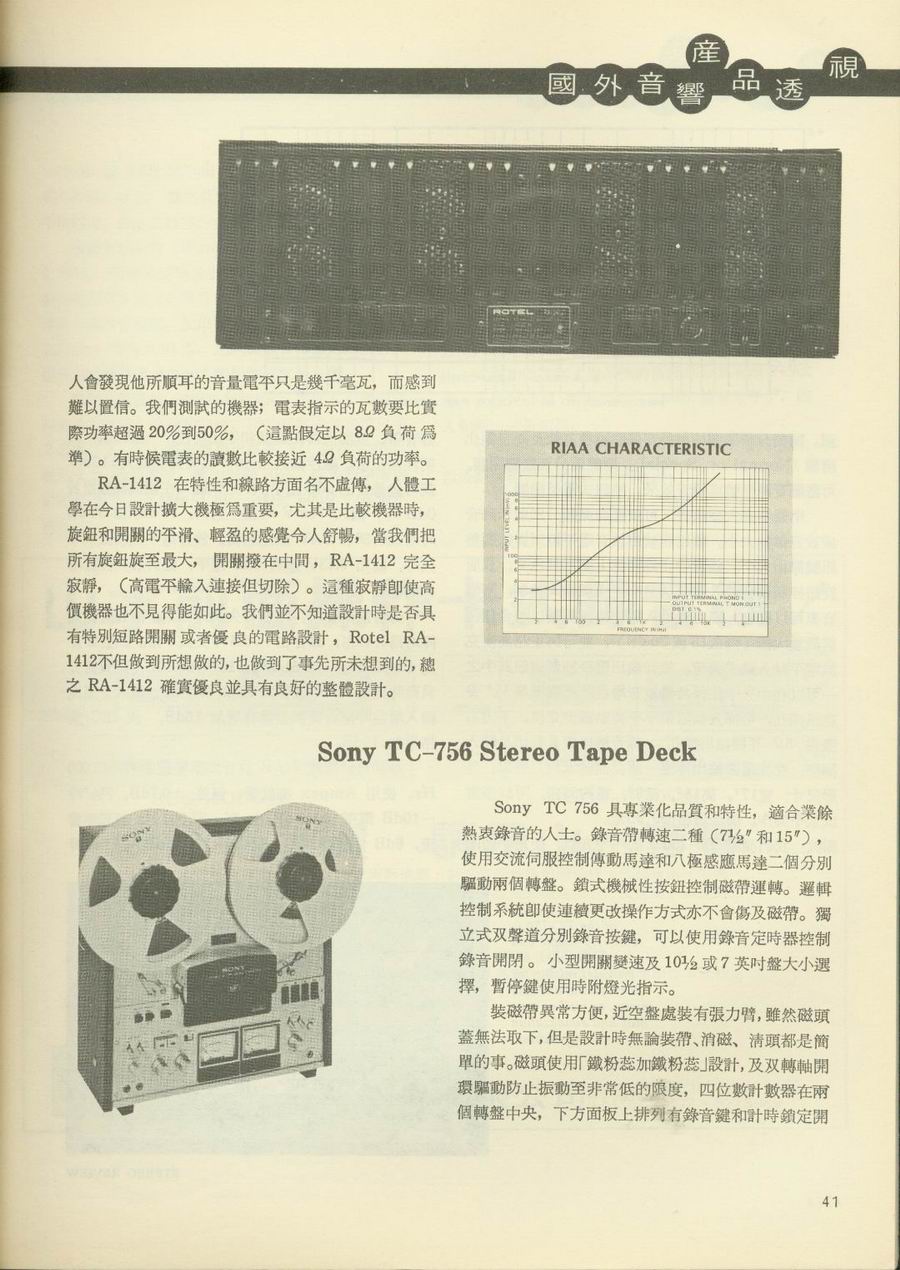 國外音響産品透視
ROTEL
人會發現他所順耳的音量電平只是幾千毫瓦，而感到
難以置信。我們測試的機器；電表指示的瓦數要比實
際功率超過20%到50%，（這點假定以 8Ω 負荷爲
準）。有時候電表的讀數比較接近 4Ω 負荷的功率。
RA-1412 在特性和線路方面名不虛傳，人體工
學在今日設計擴大機極爲重要，尤其是比較機器時，
旋鈕和開關的平滑、輕盈的感覺令人舒暢，當我們把
所有旋鈕旋至最大，開關撥在中間，RA-1412 完全
寂靜，（高電平輸入連接但切除）。這種寂靜卽使高
價機器也不見得能如此。我們並不知道設計時是否具
有特別短路開關或者優良的電路設計，Rotel RA-
1412不但做到所想做的，也做到了事先所未想到的，總
之 RA-1412 確實優良並具有良好的整體設計。
RIAA CHARACTERISTIC
INPUT TERMINAL PHONO 1
OUTPUT TERMINAL T MON OUT 1
DIST 0.1%
FREQUENCY IN (Hz)
Sony TC-756 Stereo Tape Deck
Sony TC 756 具專業化品質和特性，適合業餘
熱衷錄音的人士。錄音帶轉速二種（7½″和15″），
使用交流伺服控制傳動馬達和八極感應馬達二個分別
驅動兩個轉盤。鎖式機械性按鈕控制磁帶運轉。邏輯
控制系統卽使連續更改操作方式亦不會傷及磁帶。獨
立式双聲道分別錄音按鍵，可以使用錄音定時器控制
錄音開閉。小型開關變速及10½或7英吋盤大小選
擇，暫停鍵使用時附燈光指示。
裝磁帶異常方便，近空盤處裝有張力臂，雖然磁頭
蓋無法取下，但是設計時無論裝帶、消磁、淸頭都是簡
單的事。磁頭使用「鐵粉蕊加鐵粉蕊」設計，及双轉軸開
環驅動防止振動至非常低的限度，四位數計數器在兩
個轉盤中央，下方面板上排列有錄音鍵和計時鎖定開
SONY
SONY
SONY
41